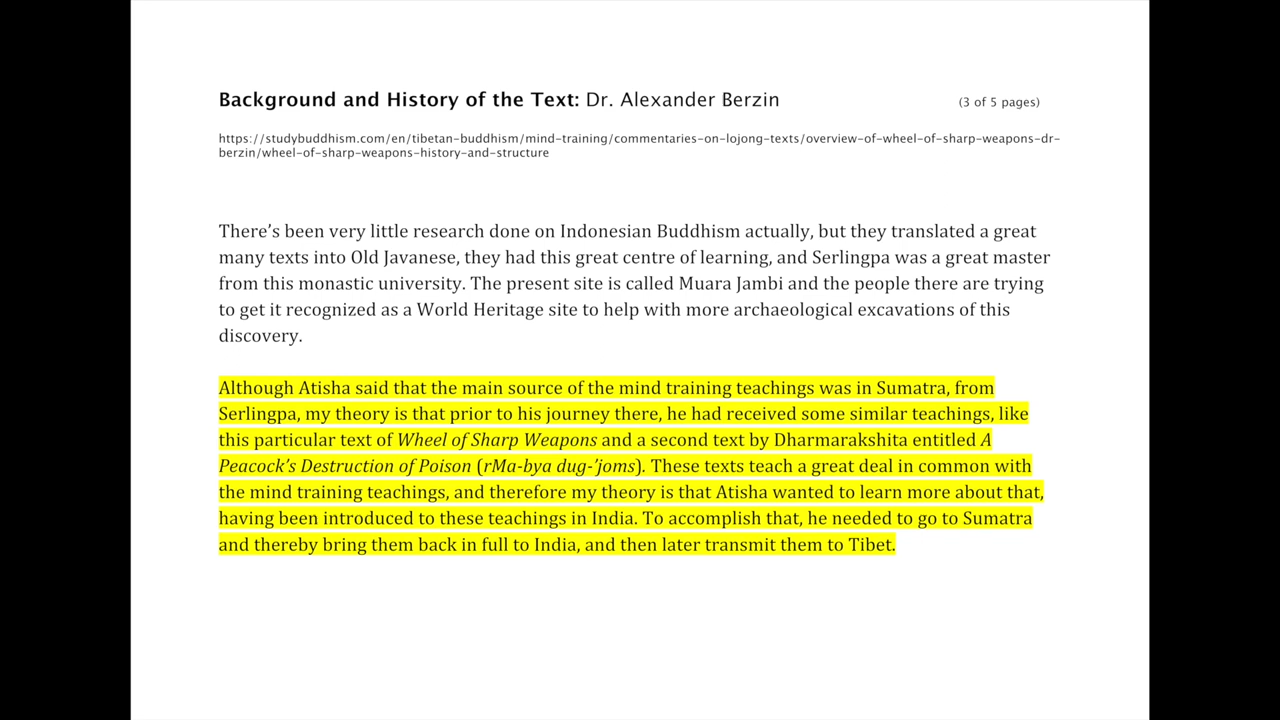 Background and History of the Text: Dr. Alexander Berzin (3 of 5 pages)
https://studybuddhism.com/en/tibetan-buddhism/mind-training/commentaries-on-lojong-texts/overview-of-wheel-of-sharp-weapons-dr-
berzin/wheel-of-sharp-weapons-history-and-structure
There’s been very little research done on Indonesian Buddhism actually, but they translated a great
many texts into Old Javanese, they had this great centre of learning, and Serlingpa was a great master
from this monastic university. The present site is called Muara Jambi and the people there are trying
to get it recognized as a World Heritage site to help with more archaeological excavations of this
discovery.
Although Atisha said that the main source of the mind training teachings was in Sumatra, from
Serlingpa, my theory is that prior to his journey there, he had received some similar teachings, like
this particular text of Wheel of Sharp Weapons and a second text by Dharmarakshita entitled A
Peacock’s Destruction of Poison (rMa-bya dug-’joms). These texts teach a great deal in common with
the mind training teachings, and therefore my theory is that Atisha wanted to learn more about that,
having been introduced to these teachings in India. To accomplish that, he needed to go to Sumatra
and thereby bring them back in full to India, and then later transmit them to Tibet.